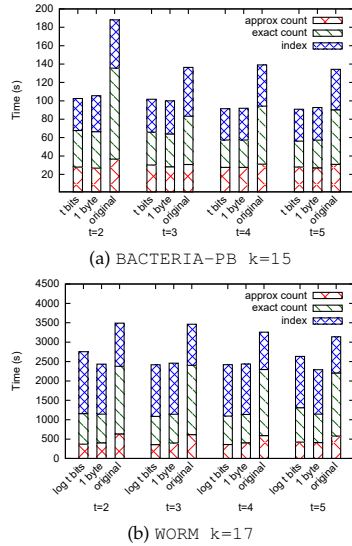 200
180
160
140
120
100
80
60
40
20
Time (s)
approx count
exact count
index
t bits
1 byte
original
t bits
1 byte
original
t bits
1 byte
original
t bits
1 byte
original
t=2
t=3
t=4
t=5
(a) BACTERIA-PB k=15
4500
4000
3500
3000
2500
2000
1500
1000
500
0
Time (s)
approx count
exact count
index
log t bits
1 byte
original
log t bits
1 byte
original
log t bits
1 byte
original
log t bits
1 byte
original
t=2
t=3
t=4
t=5
(b) WORM k=17